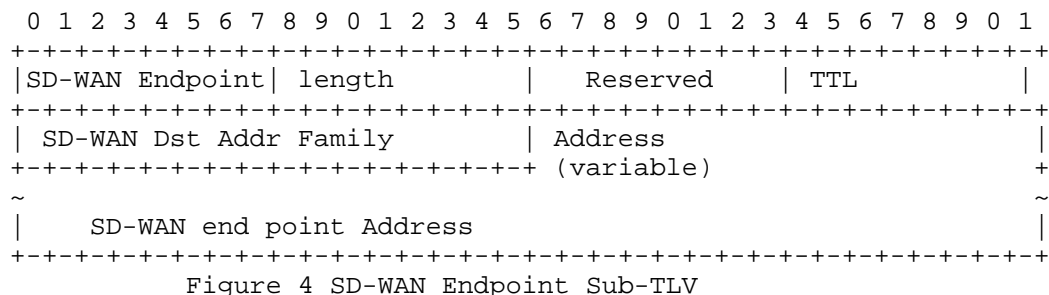 0 1 2 3 4 5 6 7 8 9 0 1 2 3 4 5 6 7 8 9 0 1 2 3 4 5 6 7 8 9 0 1
+-+-+-+-+-+-+-+-+-+-+-+-+-+-+-+-+-+-+-+-+-+-+-+-+-+-+-+-+-+-+-+-+
|SD-WAN Endpoint| length | Reserved | TTL |
+-+-+-+-+-+-+-+-+-+-+-+-+-+-+-+-+-+-+-+-+-+-+-+-+-+-+-+-+-+-+-+-+
| SD-WAN Dst Addr Family | Address |
+-+-+-+-+-+-+-+-+-+-+-+-+-+-+-+-+ (variable) +
~ ~
| SD-WAN end point Address |
+-+-+-+-+-+-+-+-+-+-+-+-+-+-+-+-+-+-+-+-+-+-+-+-+-+-+-+-+-+-+-+-+
Figure 4 SD-WAN Endpoint Sub-TLV